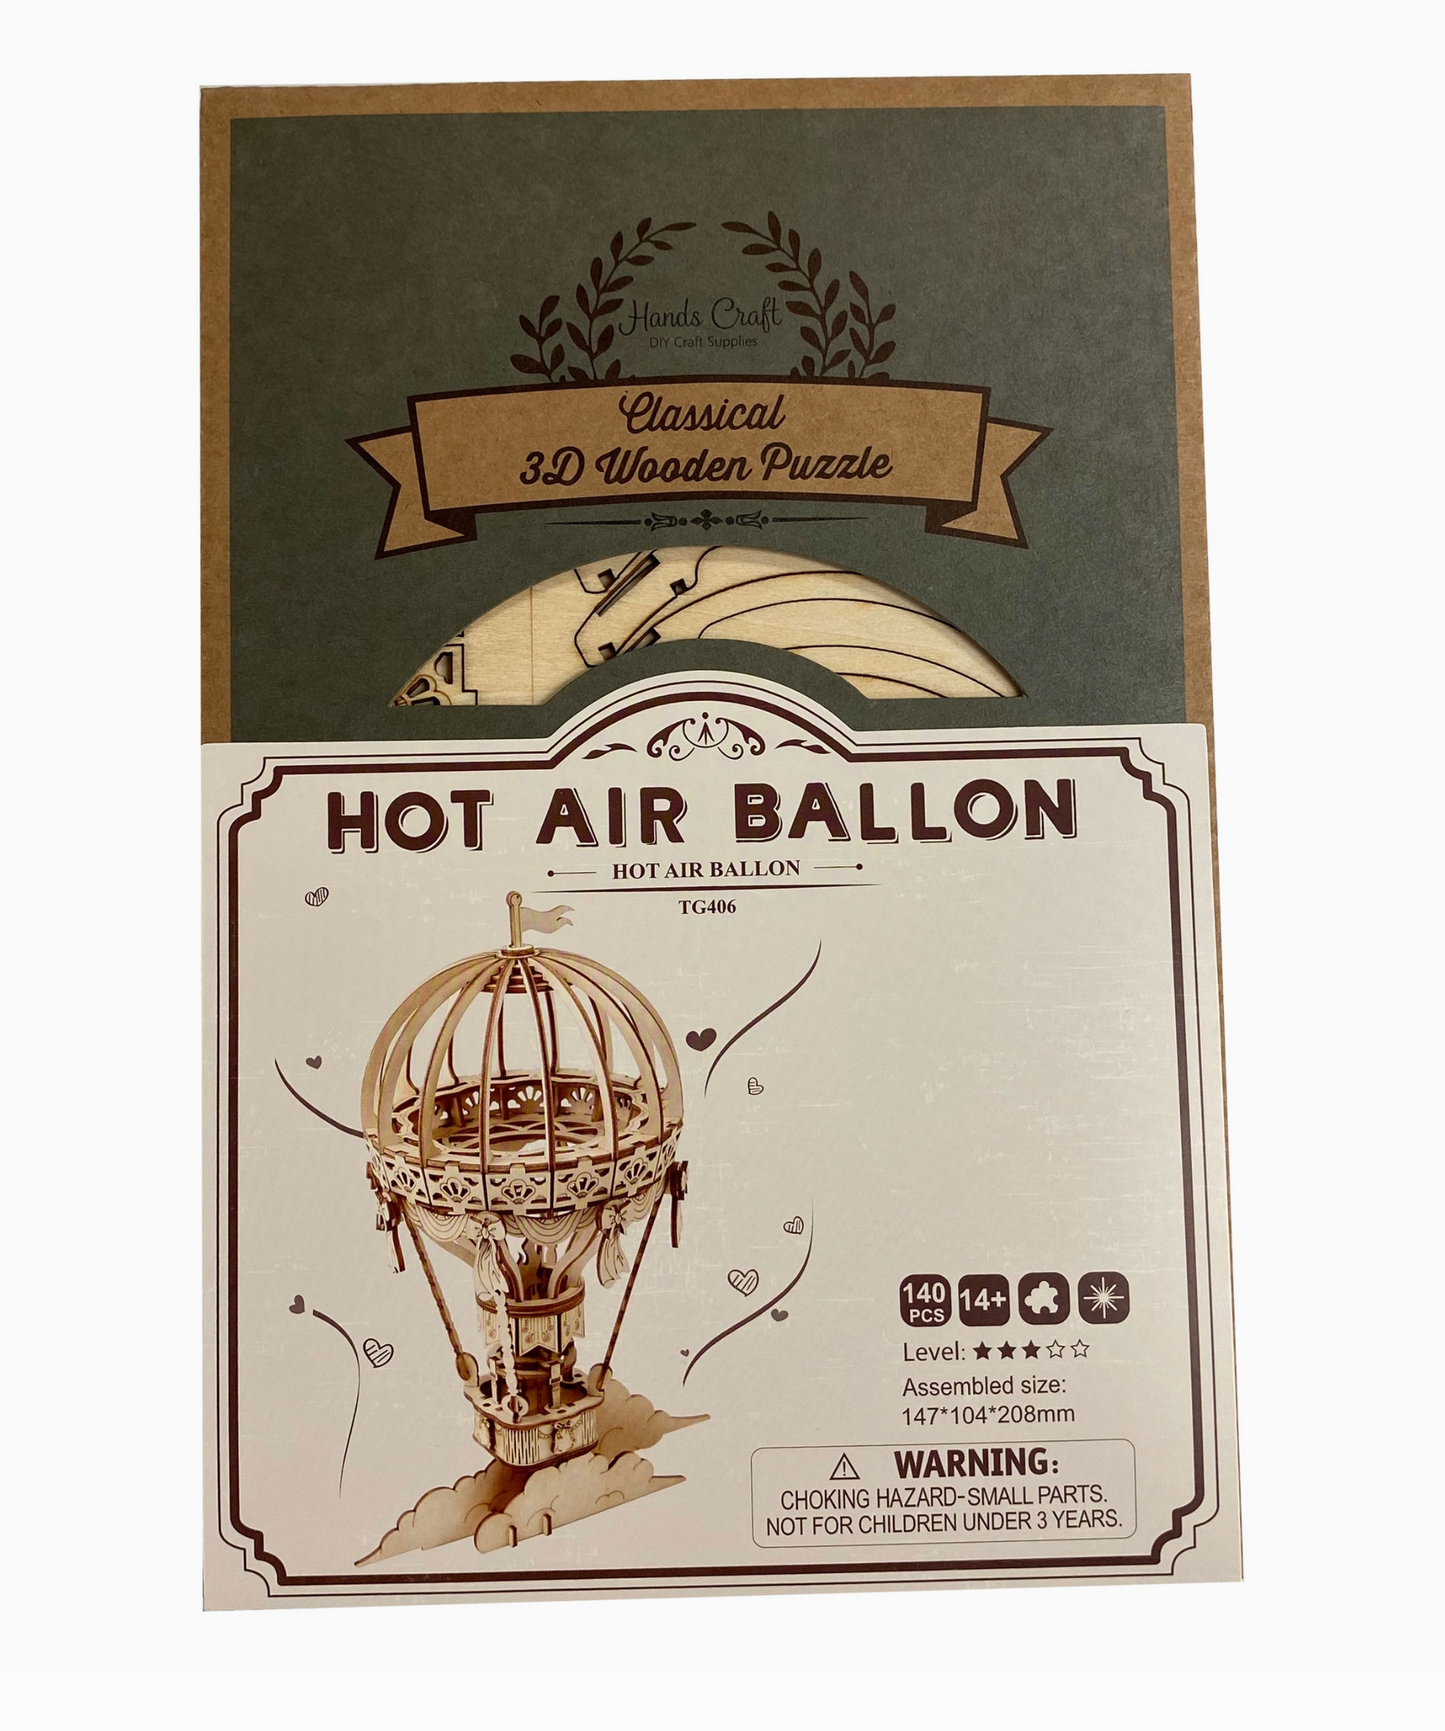 Hands Craft
DIY Craft Supplies
Classical
3D Wooden Puzzle
HOT AIR BALLON
HOT AIR BALLON
TG406
140
PCS
14+
Level: ★★★☆☆
Assembled size:
147*104*208mm
WARNING:
CHOKING HAZARD-SMALL PARTS.
NOT FOR CHILDREN UNDER 3 YEARS.